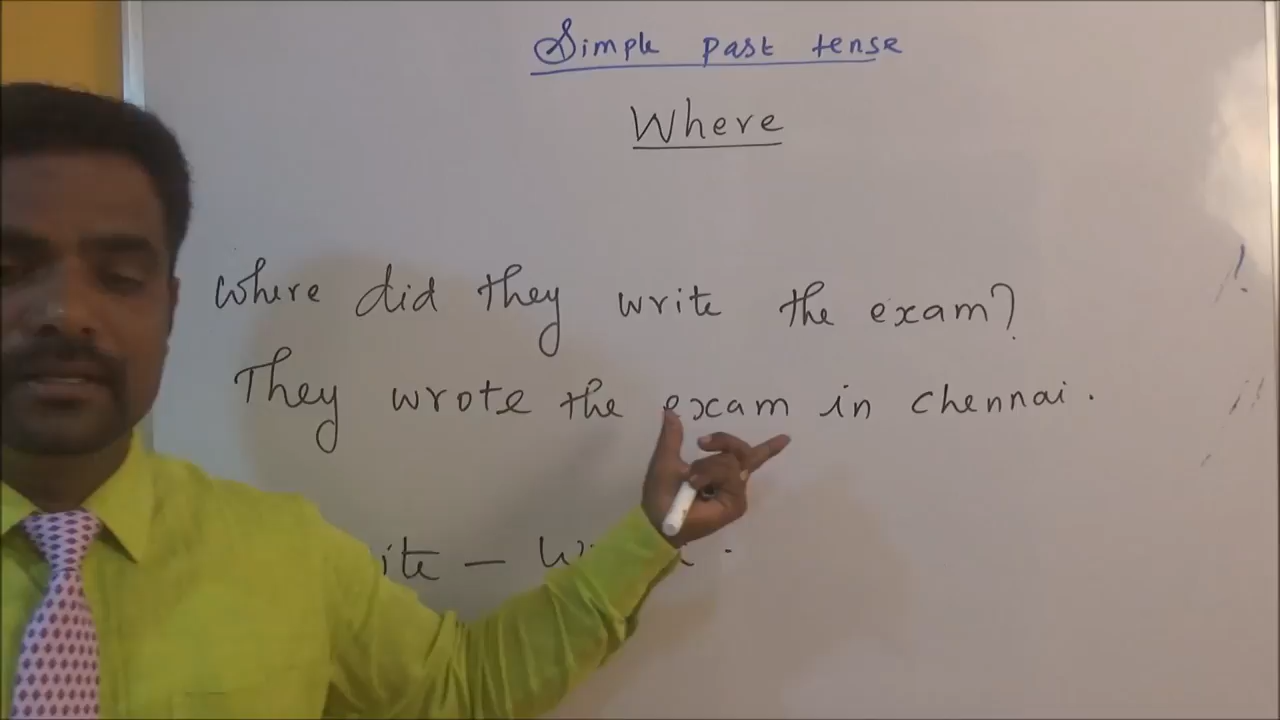 Simple past tense
Where
Where did they write the exam?
They wrote the exam in chennai.